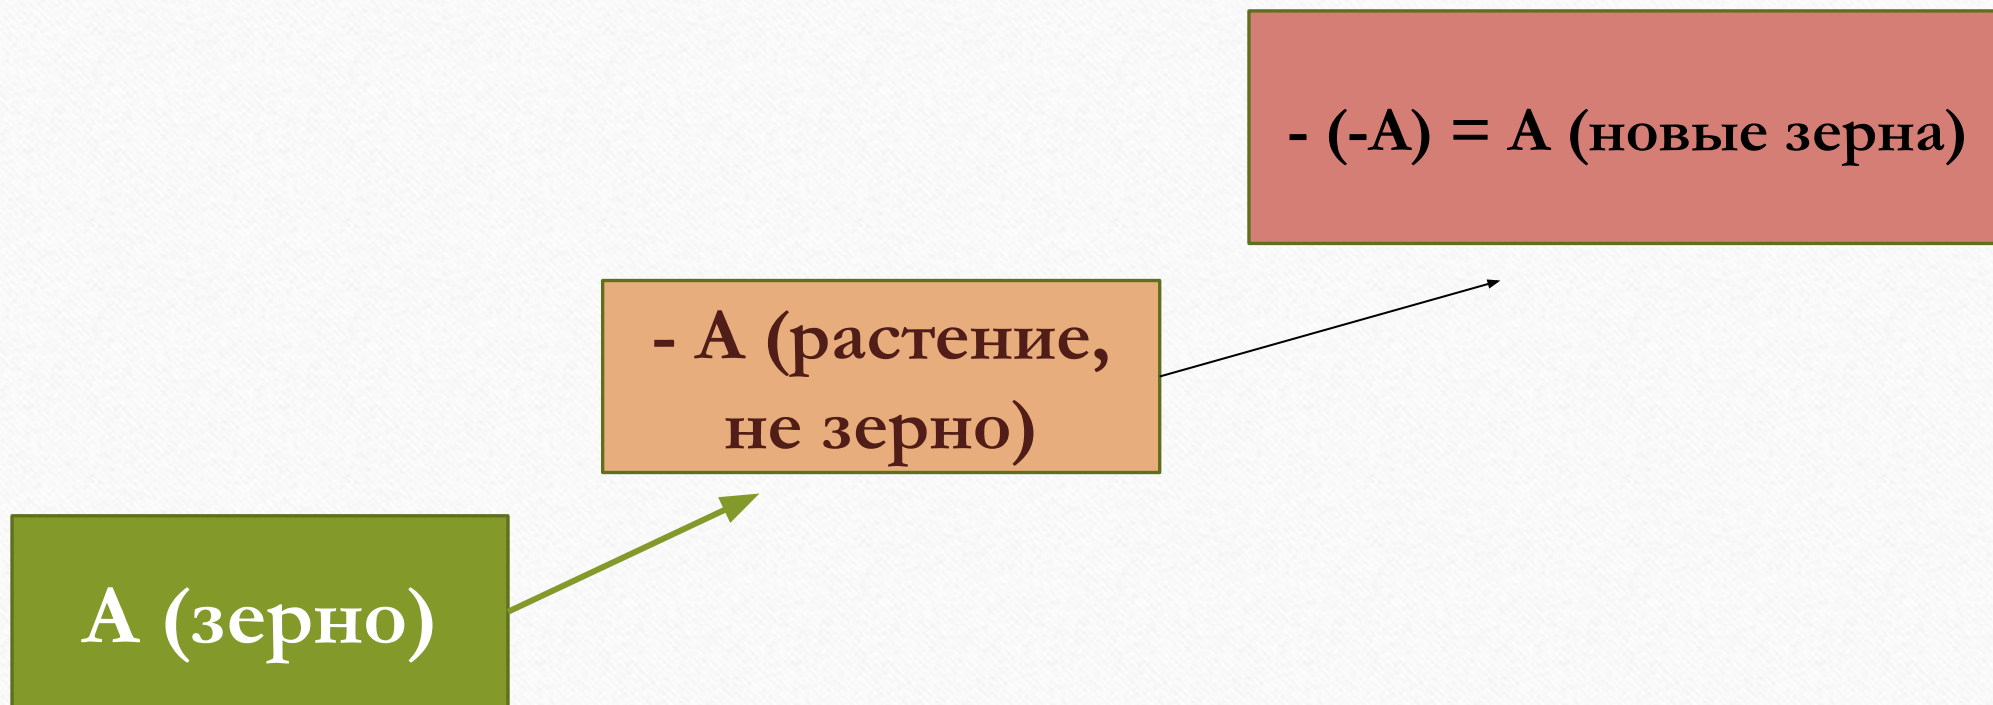 - (-А) = А (новые зерна)
- А (растение,
не зерно)
А (зерно)